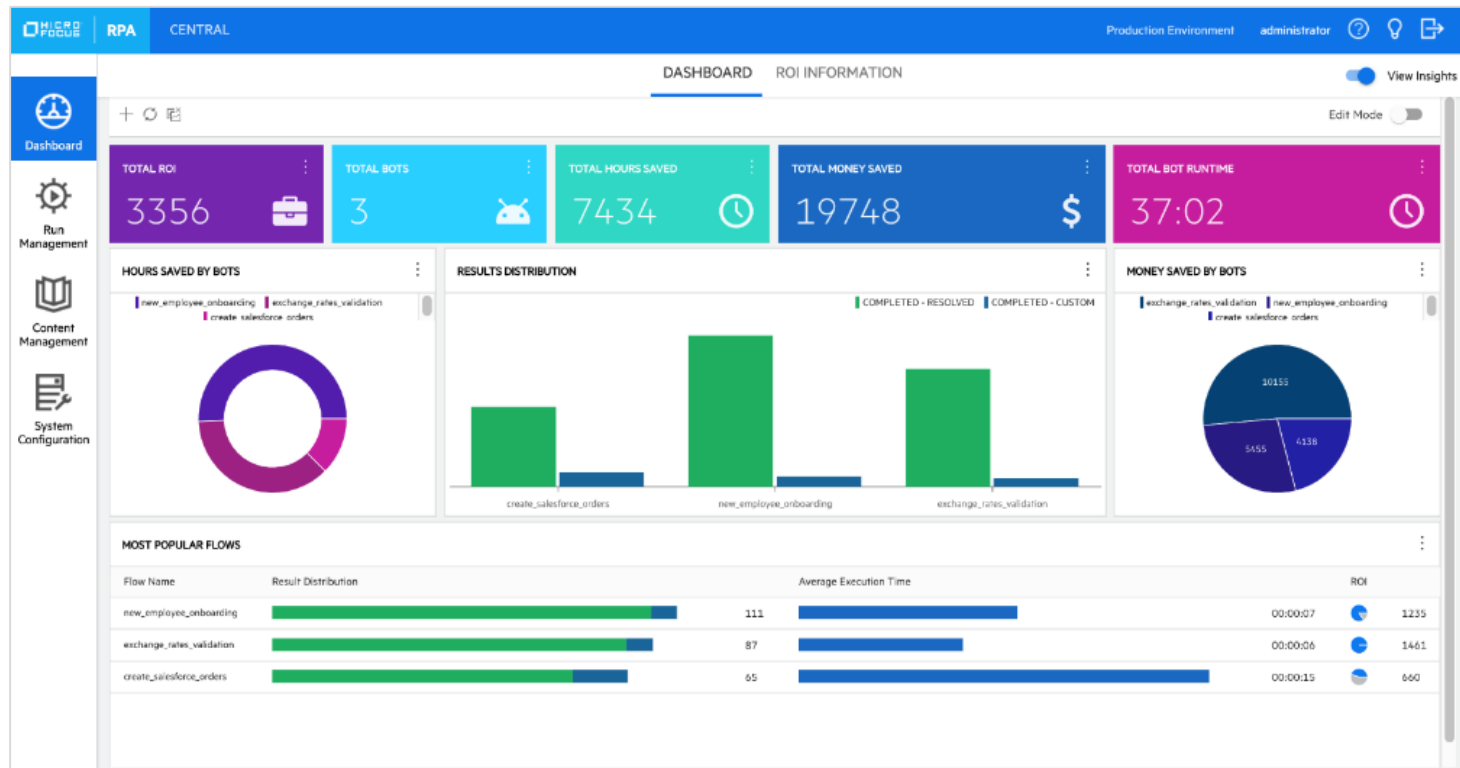 MICRO FOCUS RPA CENTRAL Production Environment administrator
DASHBOARD ROI INFORMATION View Insights
Edit Mode
Dashboard
Run Management
Content Management
System Configuration
TOTAL ROI
3356
TOTAL BOTS
3
TOTAL HOURS SAVED
7434
TOTAL MONEY SAVED
19748
$
TOTAL BOT RUNTIME
37:02
HOURS SAVED BY BOTS
new_employee_onboarding exchange_rates_validation
create_salesforce_orders
RESULTS DISTRIBUTION
COMPLETED - RESOLVED COMPLETED - CUSTOM
create_salesforce_orders new_employee_onboarding exchange_rates_validation
MONEY SAVED BY BOTS
exchange_rates_validation new_employee_onboarding
create_salesforce_orders
10155
5455 4138
MOST POPULAR FLOWS
Flow Name Result Distribution Average Execution Time ROI
new_employee_onboarding 111 00:00:07 1235
exchange_rates_validation 87 00:00:06 1461
create_salesforce_orders 65 00:00:15 660